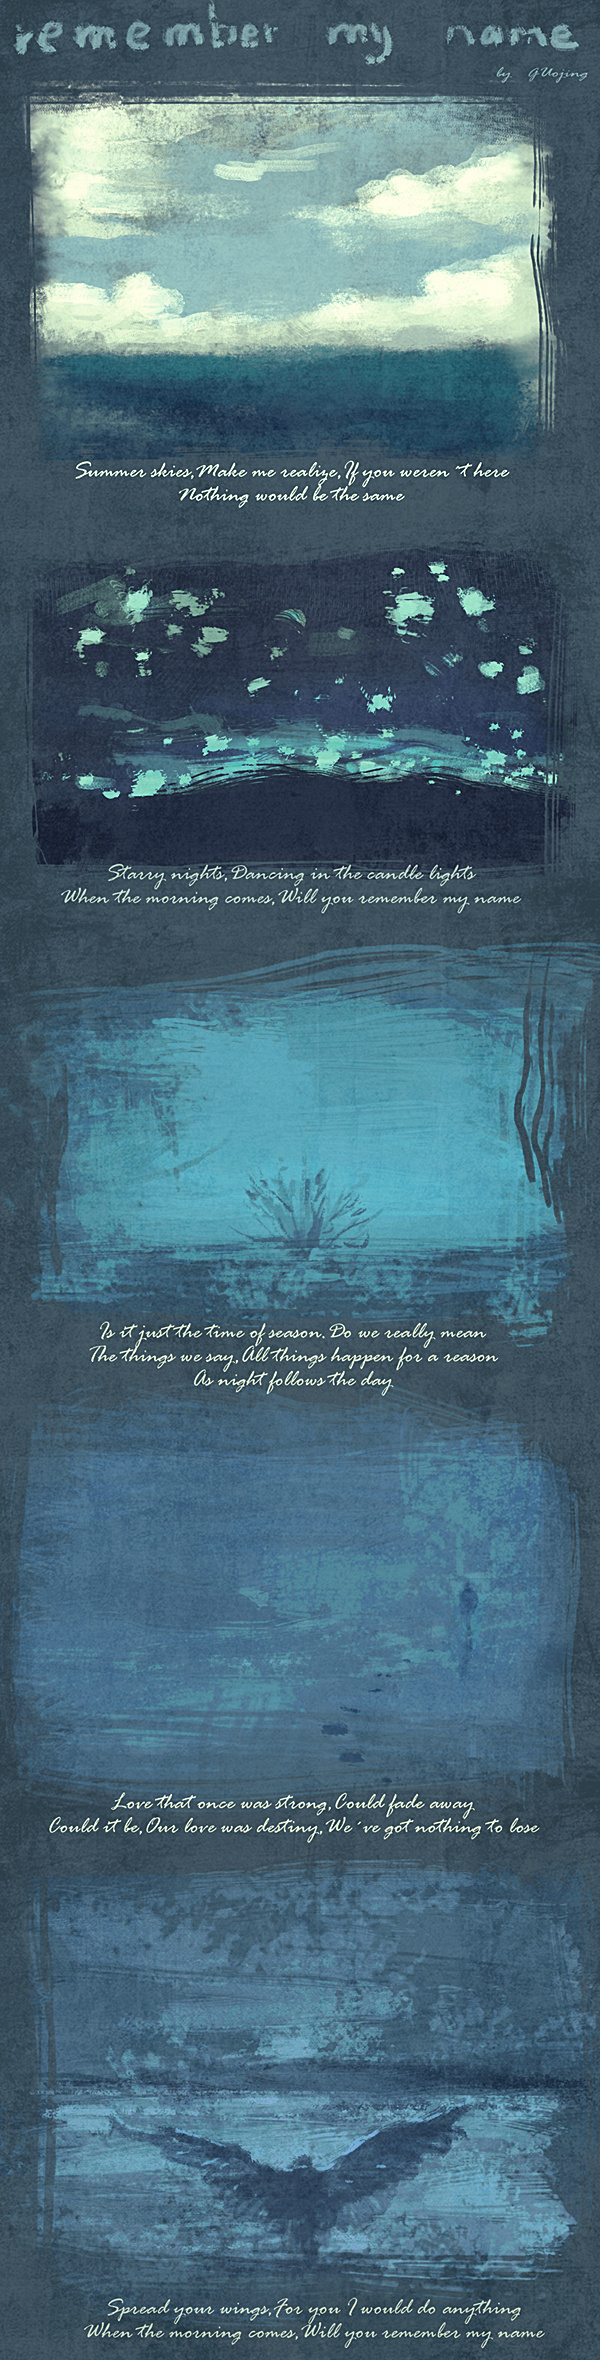 remember my name
by GUojing
Summer skies, Make me realize, If you weren't here
Nothing would be the same
Starry nights, Dancing in the candle lights
When the morning comes, Will you remember my name
Is it just the time of season. Do we really mean
The things we say, All things happen for a reason
As night follows the day.
Love that once was strong, Could fade away.
Could it be, Our love was destiny, We´ve got nothing to lose
Spread your wings, For you I would do anything
When the morning comes, Will you remember my name